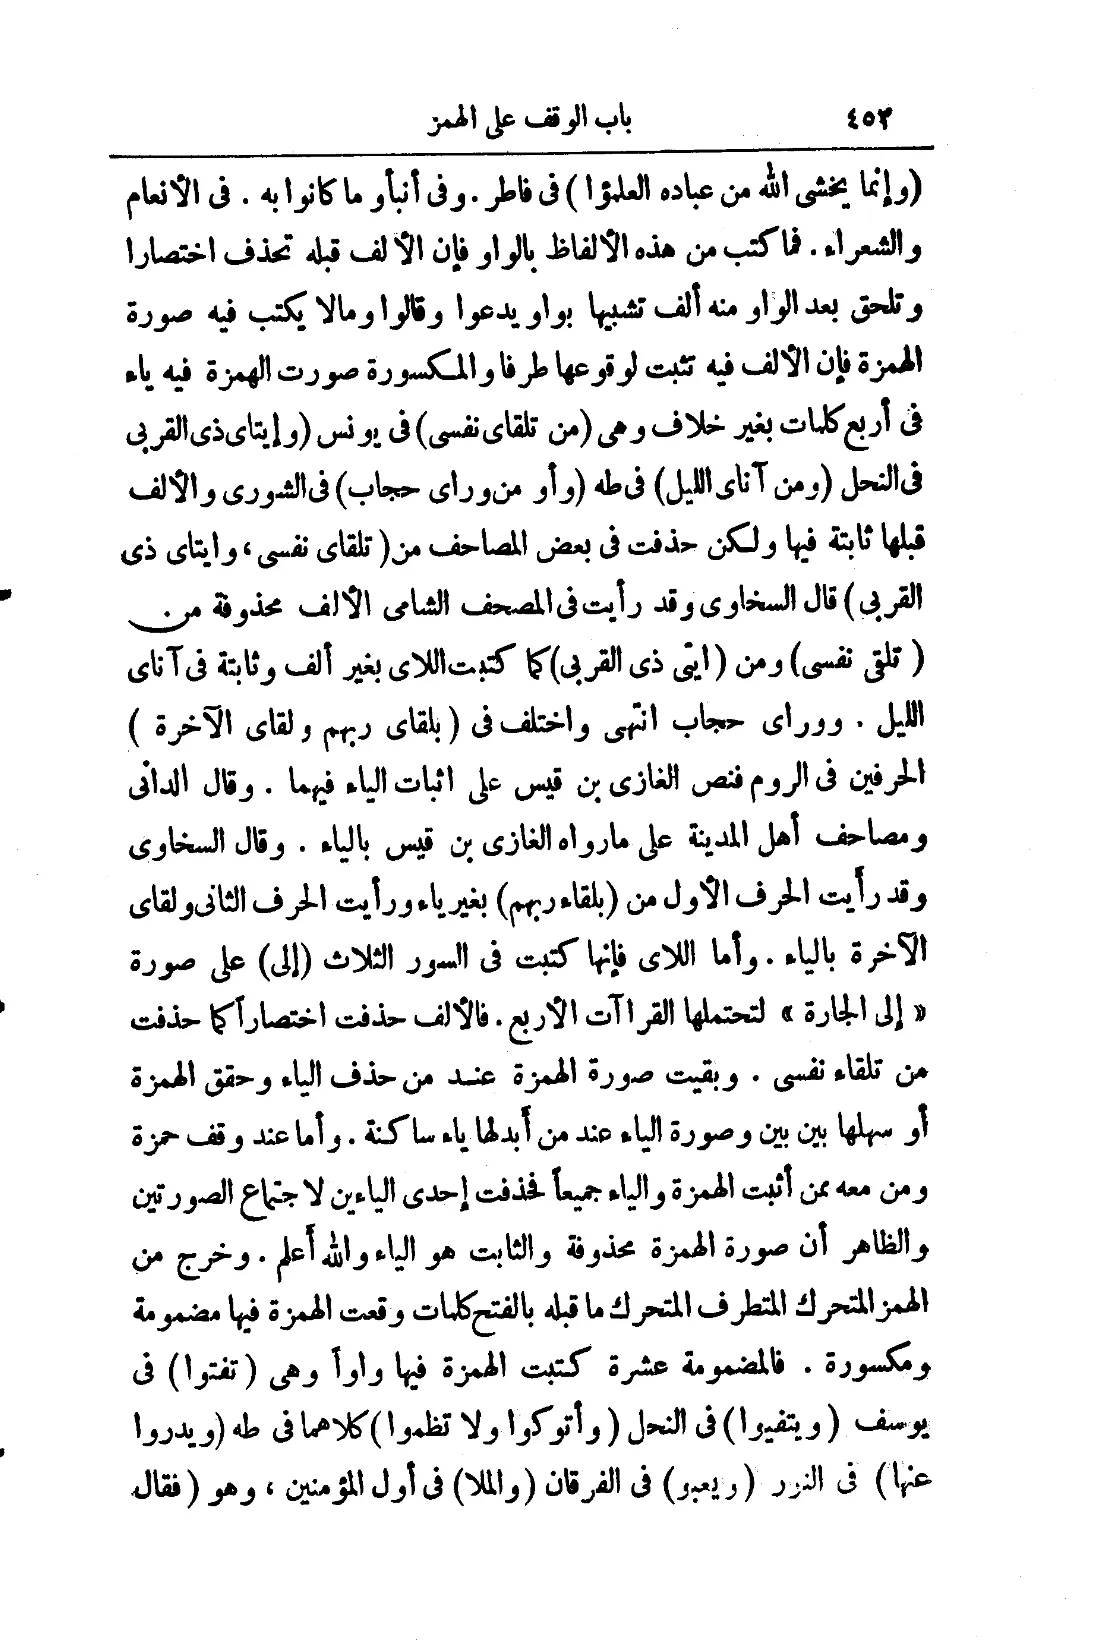 ٤٥٣ باب الوقف على الهمز
(وإنما يخشى الله من عباده العلمؤا) فى فاطر. وفى أنبأو ما كانوا به . فى الأنعام
والشعراء . فما كتب من هذه الألفاظ بالواو فإن الألف قبله تحذف اختصارا
وتلحق بعد الواو منه ألف تشبيها بواو يدعوا وقالوا ومالا يكتب فيه صورة
الهمزة فإن الألف فيه تثبت لوقوعها طرفا والمكسورة صورت الهمزة فيه ياء
فى أربع كلمات بغير خلاف وهى (من تلقاى نفسى) فى يونس (وإيتاى ذى القربى
فى النحل (ومن آناى الليل) فى طه (وأو من وراى حجاب) فى الشورى والألف
قبلها ثابتة فيها ولكن حذفت فى بعض المصاحف من (تلقاى نفسى، وايتاى ذى
القربى) قال السخاوى وقد رأيت فى المصحف الشامى الألف محذوفة من
(تلقى نفسى) ومن (ايتى ذى القربى) كما كتبت اللاى بغير ألف وثابتة فى آناى
الليل . ووراى حجاب انتهى واختلف فى (بلقاى ربهم ولقاى الآخرة )
الحرفين فى الروم فنص الغازى بن قيس على اثبات الياء فيهما . وقال الدانى
ومصاحف أهل المدينة على مارواه الغازى بن قيس بالياء . وقال السخاوى
وقد رأيت الحرف الأول من (بلقاء ربهم) بغير ياء ورأيت الحرف الثانى ولقاى
الآخرة بالياء . وأما اللاى فإنها كتبت فى السور الثلاث (إلى) على صورة
« إلى الجارة » لتحتملها القراآت الأربع . فالألف حذفت اختصاراً كما حذفت
من تلقاء نفسى . وبقيت صورة الهمزة عند من حذف الياء وحقق الهمزة
أو سهلها بين بين وصورة الياء عند من أبدلها ياء ساكنة . وأما عند وقف حمزة
ومن معه ممن أثبت الهمزة والياء جميعاً فحذفت إحدى الياءين لاجتماع الصورتين
والظاهر أن صورة الهمزة محذوفة والثابت هو الياء والله أعلم . وخرج من
الهمز المتحرك المتطرف المتحرك ما قبله بالفتح كلمات وقعت الهمزة فيها مضمومة
ومكسورة . فالمضمومة عشرة كتبت الهمزة فيها واواً وهى (تفتوا) فى
يوسف (ويتفيوا) فى النحل (وأتوكوا ولا تظموا) كلاهما فى طه (ويدروا
عنها) فى النور (ويعبو) فى الفرقان (والملا) فى أول المؤمنين ، وهو (فقال